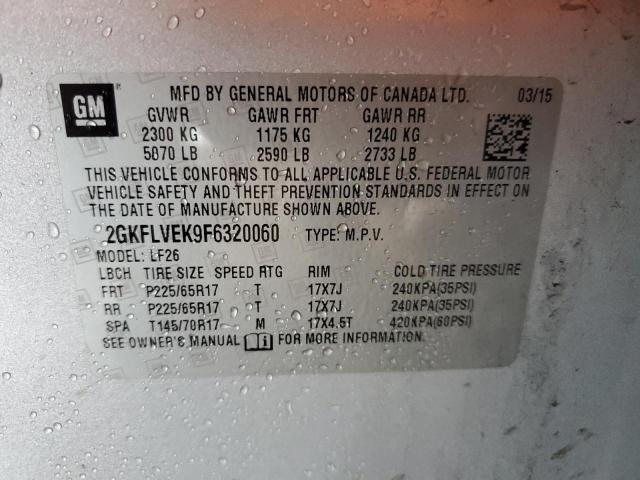 GM
MFD BY GENERAL MOTORS OF CANADA LTD. 03/15
GVWR GAWR FRT GAWR RR
2300 KG 1175 KG 1240 KG
5070 LB 2590 LB 2733 LB
THIS VEHICLE CONFORMS TO ALL APPLICABLE U.S. FEDERAL MOTOR
VEHICLE SAFETY AND THEFT PREVENTION STANDARDS IN EFFECT ON
THE DATE OF MANUFACTURE SHOWN ABOVE.
2GKFLVEK9F6320060 TYPE: M.P.V.
MODEL: LF26
LBCH TIRE SIZE SPEED RTG RIM COLD TIRE PRESSURE
FRT P225/65R17 T 17X7J 240KPA(35PSI)
RR P225/65R17 T 17X7J 240KPA(35PSI)
SPA T145/70R17 M 17X4.5T 420KPA(60PSI)
SEE OWNER'S MANUAL FOR MORE INFORMATION.